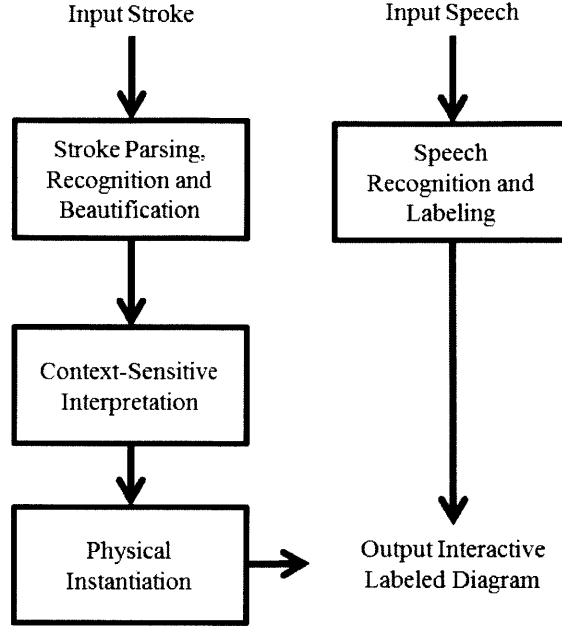 Input Stroke
Input Speech
Stroke Parsing,
Recognition and
Beautification
Speech
Recognition and
Labeling
Context-Sensitive
Interpretation
Physical
Instantiation
Output Interactive
Labeled Diagram